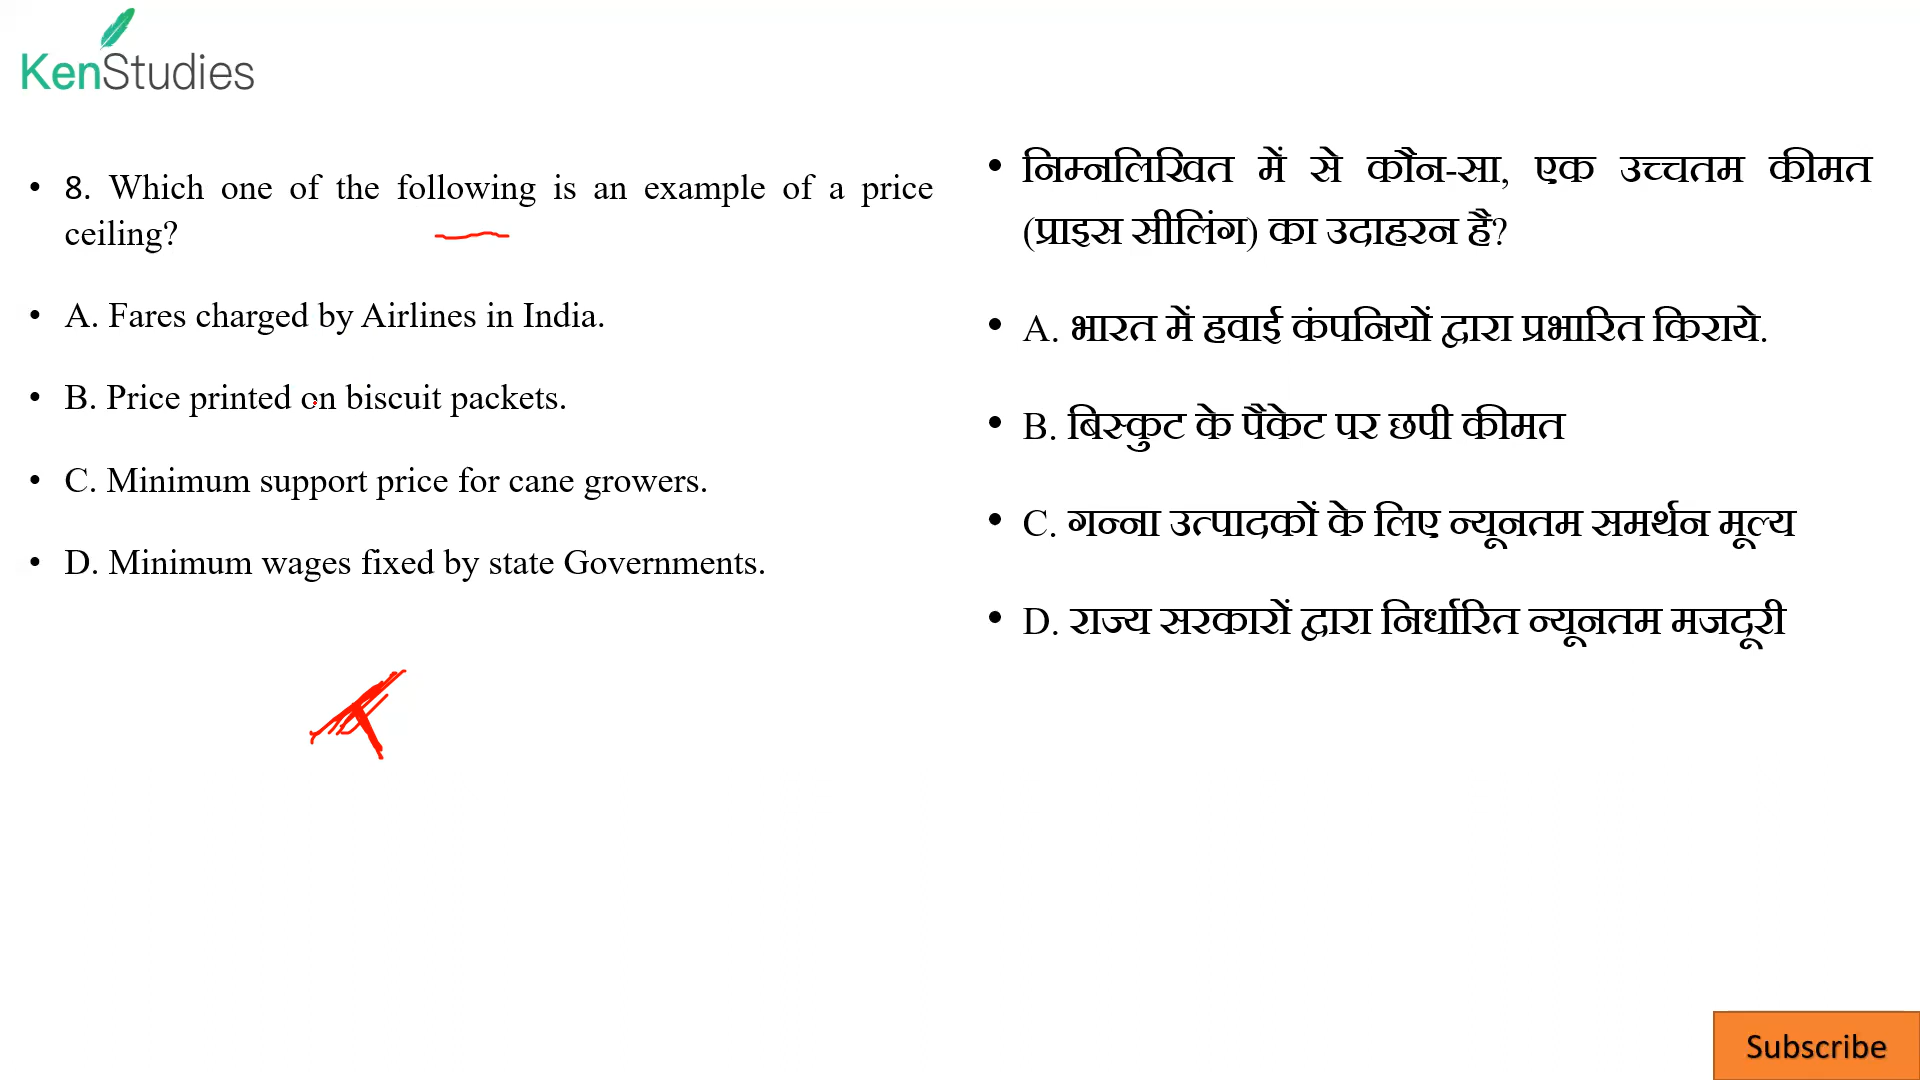 KenStudies
• 8. Which one of the following is an example of a price
ceiling?
• A. Fares charged by Airlines in India.
• B. Price printed on biscuit packets.
• C. Minimum support price for cane growers.
• D. Minimum wages fixed by state Governments.
• निम्नलिखित में से कौन-सा, एक उच्चतम कीमत
(प्राइस सीलिंग) का उदाहरन है?
• A. भारत में हवाई कंपनियों द्वारा प्रभारित किराये.
• B. बिस्कुट के पैकेट पर छपी कीमत
• C. गन्ना उत्पादकों के लिए न्यूनतम समर्थन मूल्य
• D. राज्य सरकारों द्वारा निर्धारित न्यूनतम मजदूरी
Subscribe